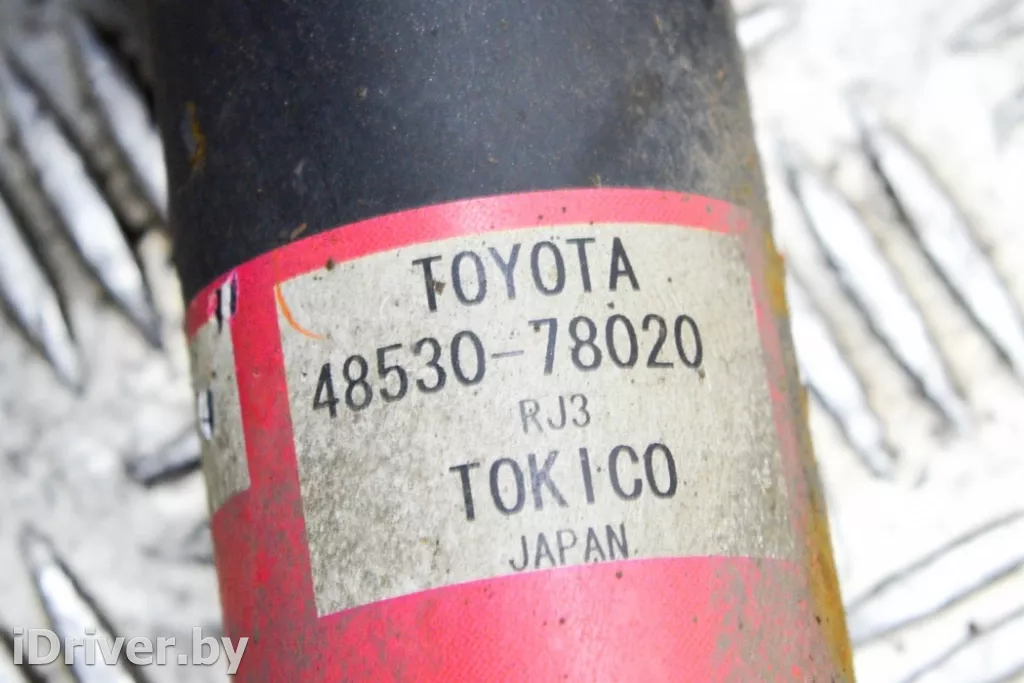 TOYOTA
48530-78020
RJ3
TOKICO
JAPAN
iDriver.by